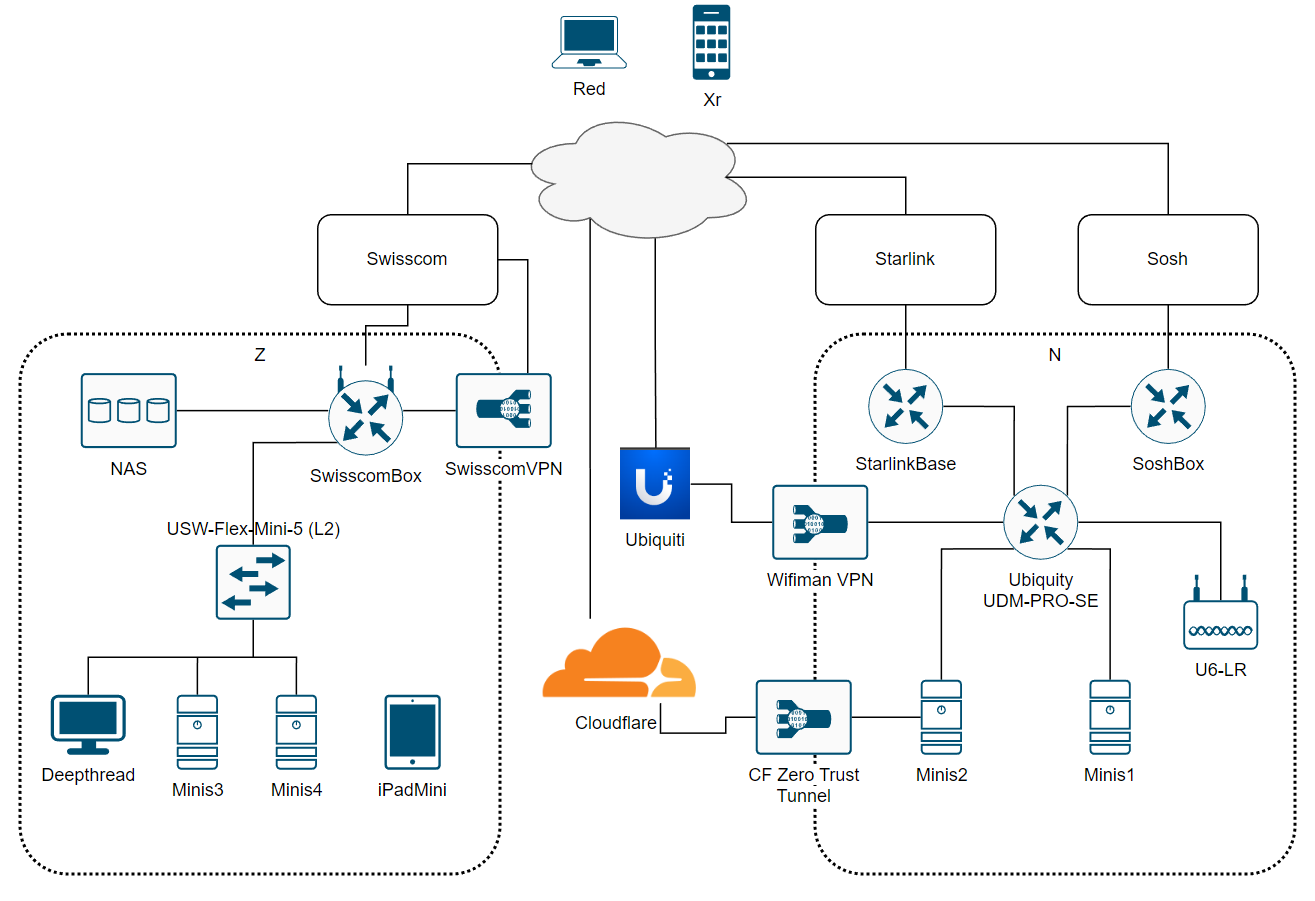 Red
Xr
Swisscom
Starlink
Sosh
Z
N
NAS
SwisscomBox
SwisscomVPN
StarlinkBase
SoshBox
USW-Flex-Mini-5 (L2)
Ubiquiti
Wifiman VPN
Ubiquity
UDM-PRO-SE
U6-LR
Cloudflare
Deepthread
Minis3
Minis4
iPadMini
CF Zero Trust
Tunnel
Minis2
Minis1